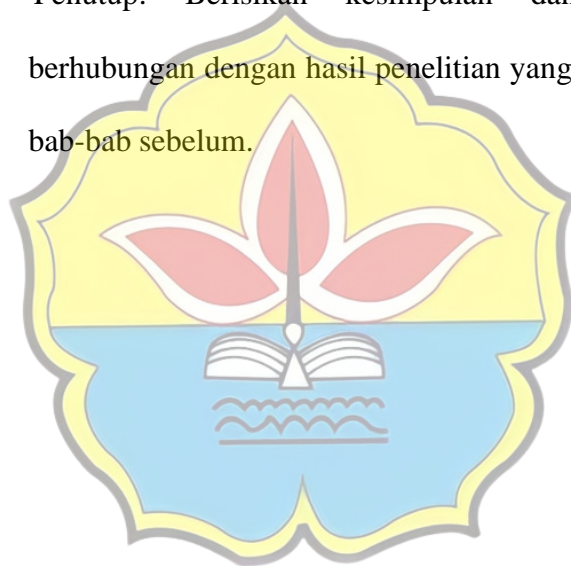 Penutup. Berisikan kesimpulan dan
berhubungan dengan hasil penelitian yang
bab-bab sebelum.